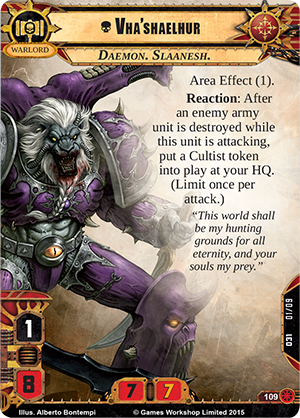 Vha'shaelhur
WARLORD
Daemon. Slaanesh.
Area Effect (1).
Reaction: After
an enemy army
unit is destroyed while
this unit is attacking,
put a Cultist token
into play at your HQ.
(Limit once per
attack.)
"This world shall
be my hunting
grounds for all
eternity, and your
souls my prey."
1
8
7 7
031 01/09
109
Illus. Alberto Bontempi © Games Workshop Limited 2015